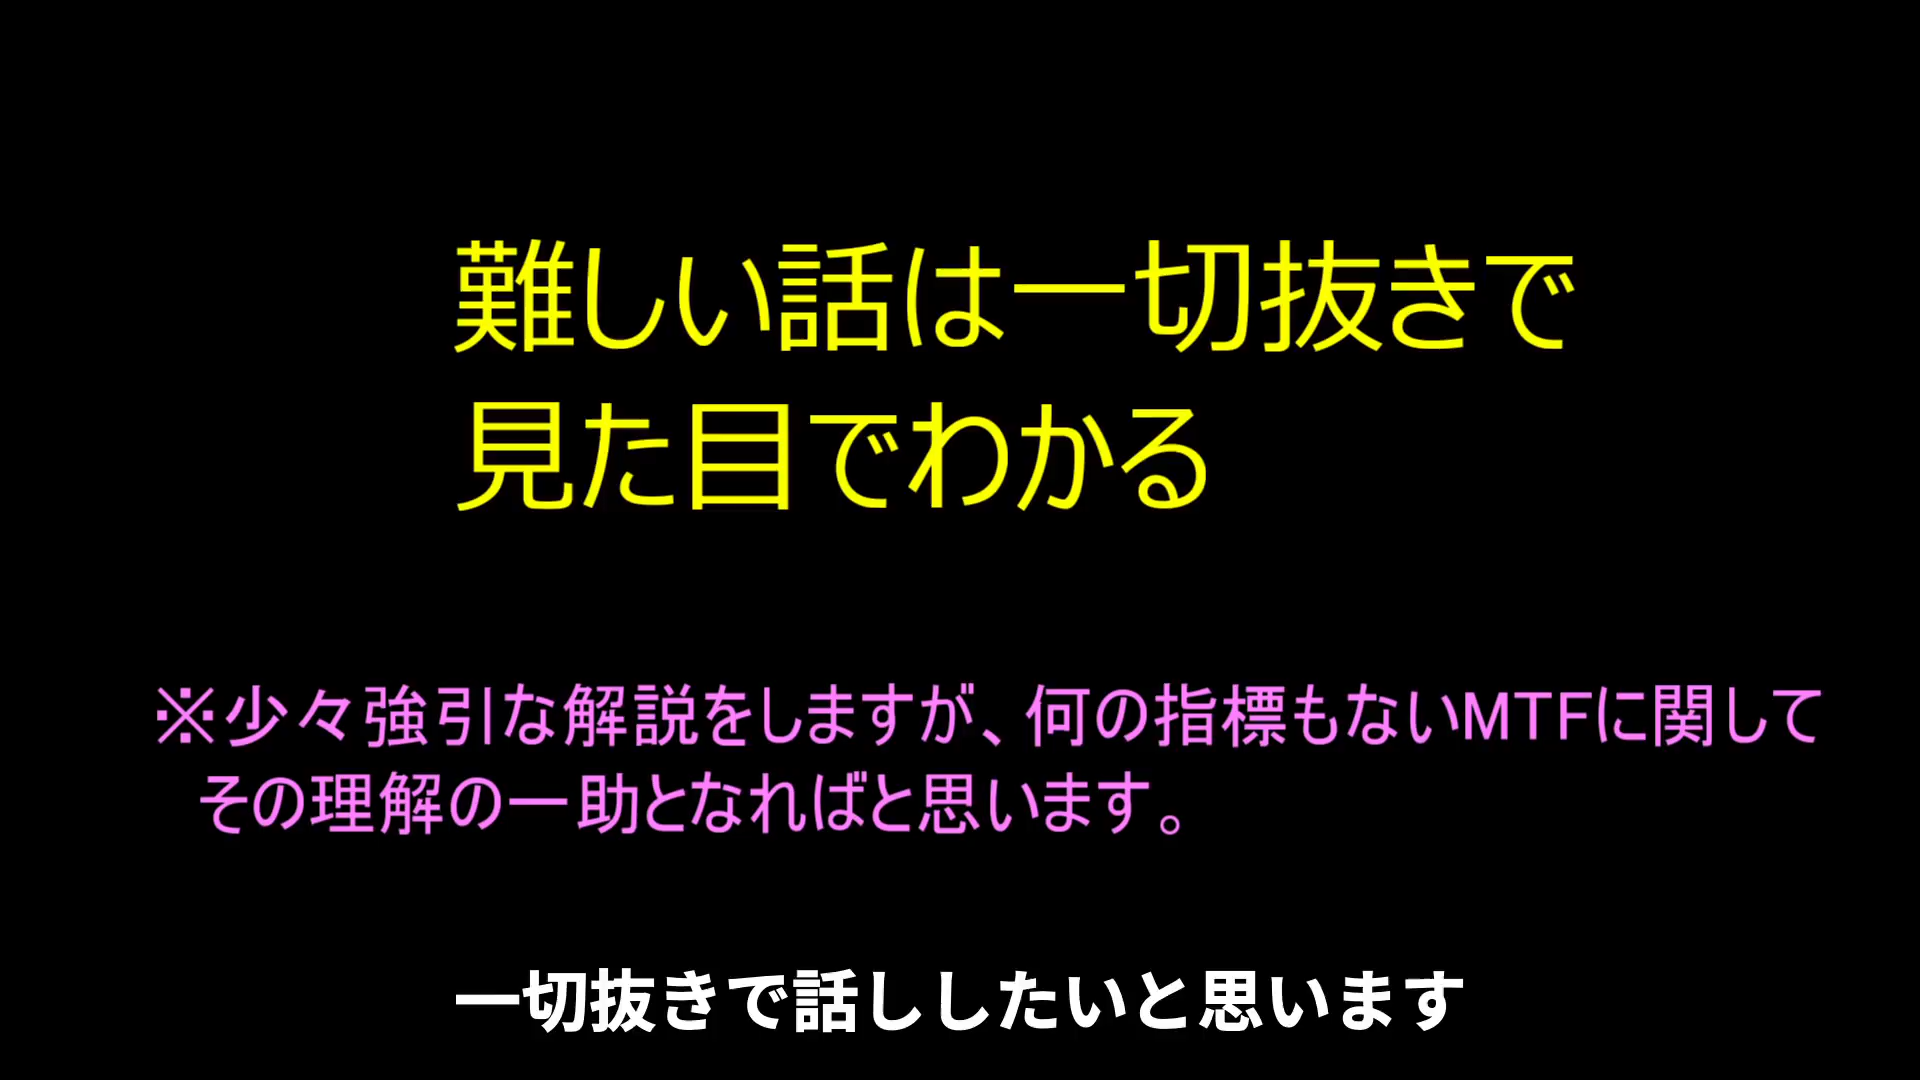 難しい話は一切抜きで
見た目でわかる
※少々強引な解説をしますが、何の指標もないMTFに関して
その理解の一助となればと思います。
一切抜きで話ししたいと思います